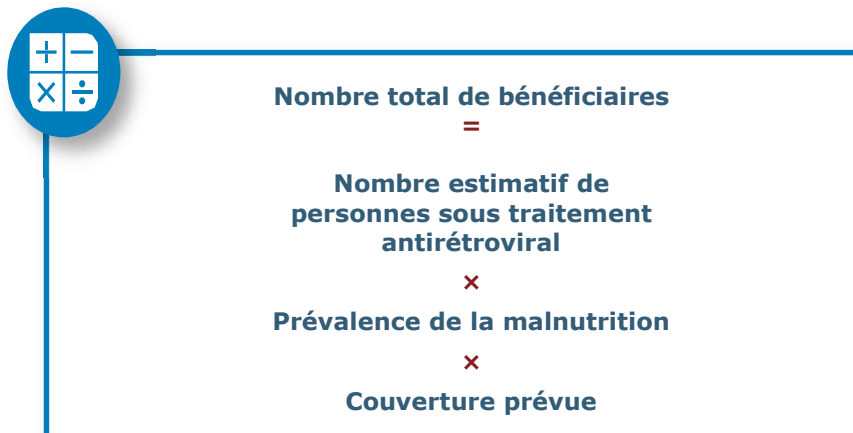 + −
× ÷
Nombre total de bénéficiaires
=
Nombre estimatif de
personnes sous traitement
antirétroviral
×
Prévalence de la malnutrition
×
Couverture prévue